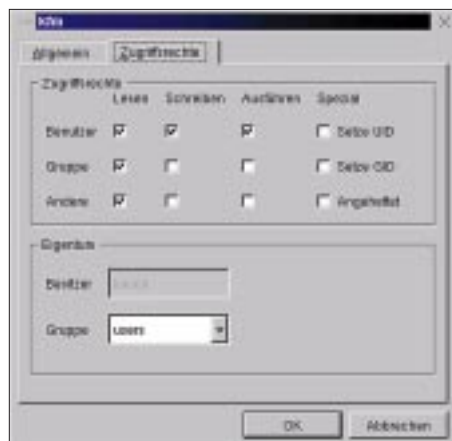 Allgemein Zugriffsrechte
Zugriffsrechte
Lesen Schreiben Ausführen Spezial
Benutzer Setze UID
Gruppe Setze GID
Andere Angeheftet
Eigentum
Besitzer
Gruppe users
OK Abbrechen